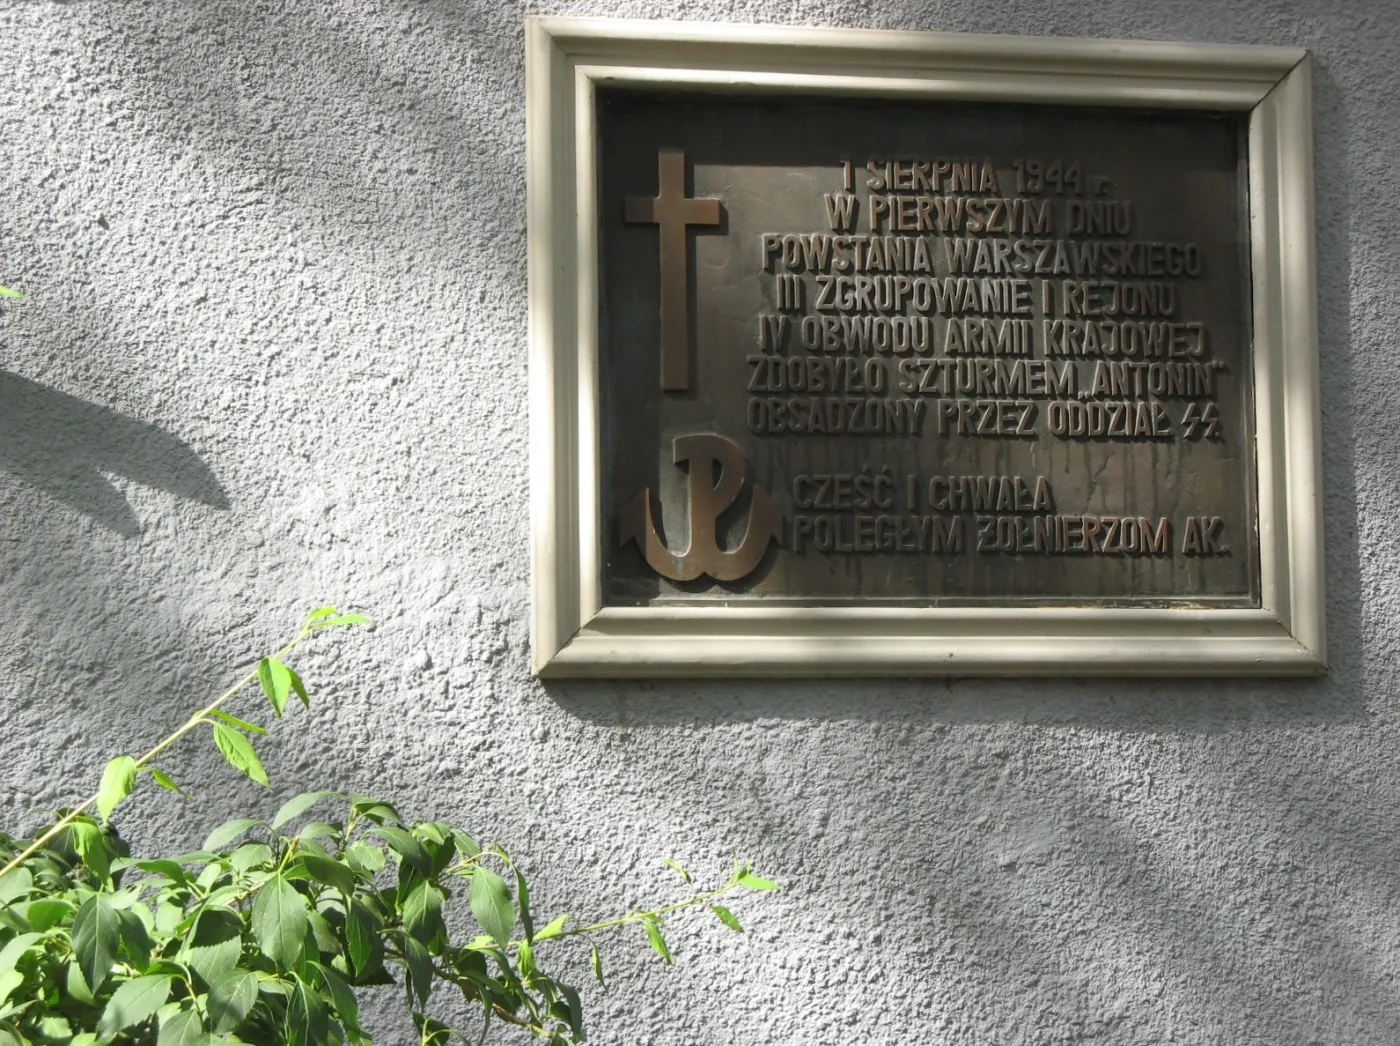 1 SIERPNIA 1944 r.
W PIERWSZYM DNIU
POWSTANIA WARSZAWSKIEGO
III ZGRUPOWANIE I REJONU
IV OBWODU ARMII KRAJOWEJ
ZDOBYŁO SZTURMEM „ANTONIN”
OBSADZONY PRZEZ ODDZIAŁ SS.
CZEŚĆ I CHWAŁA
POLEGŁYM ŻOŁNIERZOM AK.